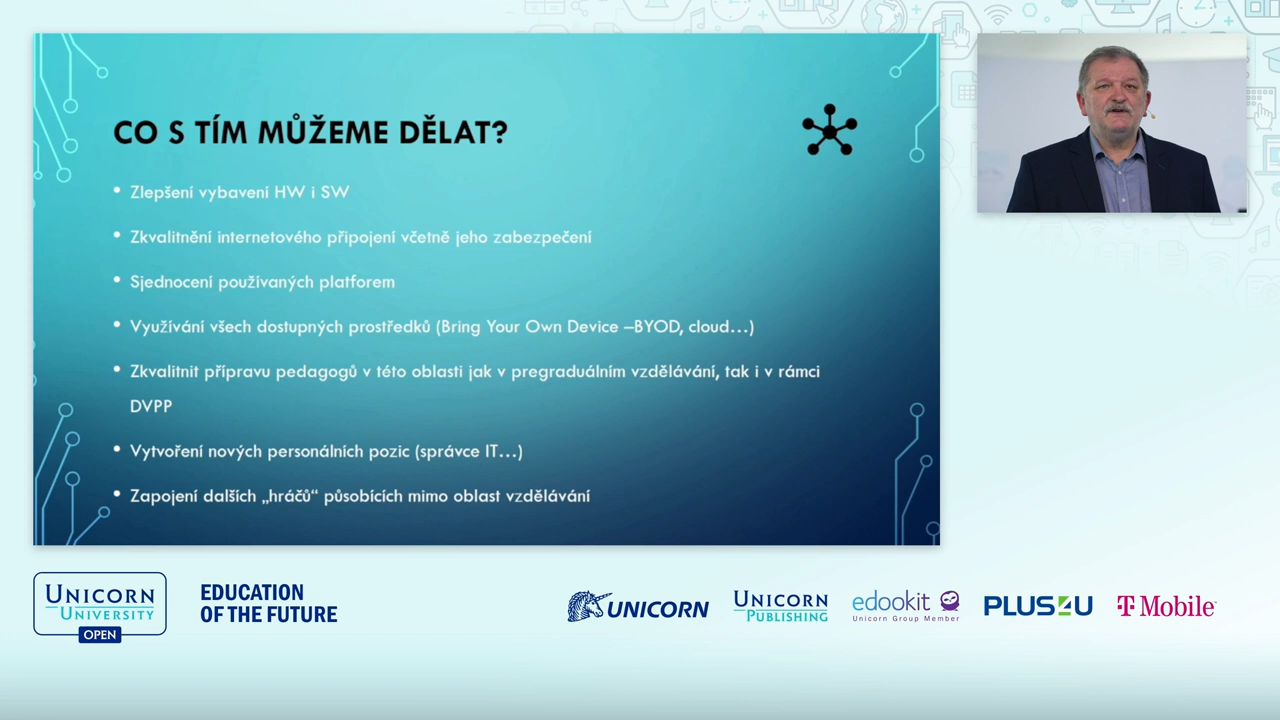 CO S TÍM MŮŽEME DĚLAT?
• Zlepšení vybavení HW i SW
• Zkvalitnění internetového připojení včetně jeho zabezpečení
• Sjednocení používaných platforem
• Využívání všech dostupných prostředků (Bring Your Own Device –BYOD, cloud…)
• Zkvalitnit přípravu pedagogů v této oblasti jak v pregraduálním vzdělávání, tak i v rámci
DVPP
• Vytvoření nových personálních pozic (správce IT…)
• Zapojení dalších „hráčů“ působících mimo oblast vzdělávání
UNICORN
UNIVERSITY
OPEN
EDUCATION
OF THE FUTURE
UNICORN
UNICORN
PUBLISHING
edookit
Unicorn Group Member
PLUS4U
T Mobile